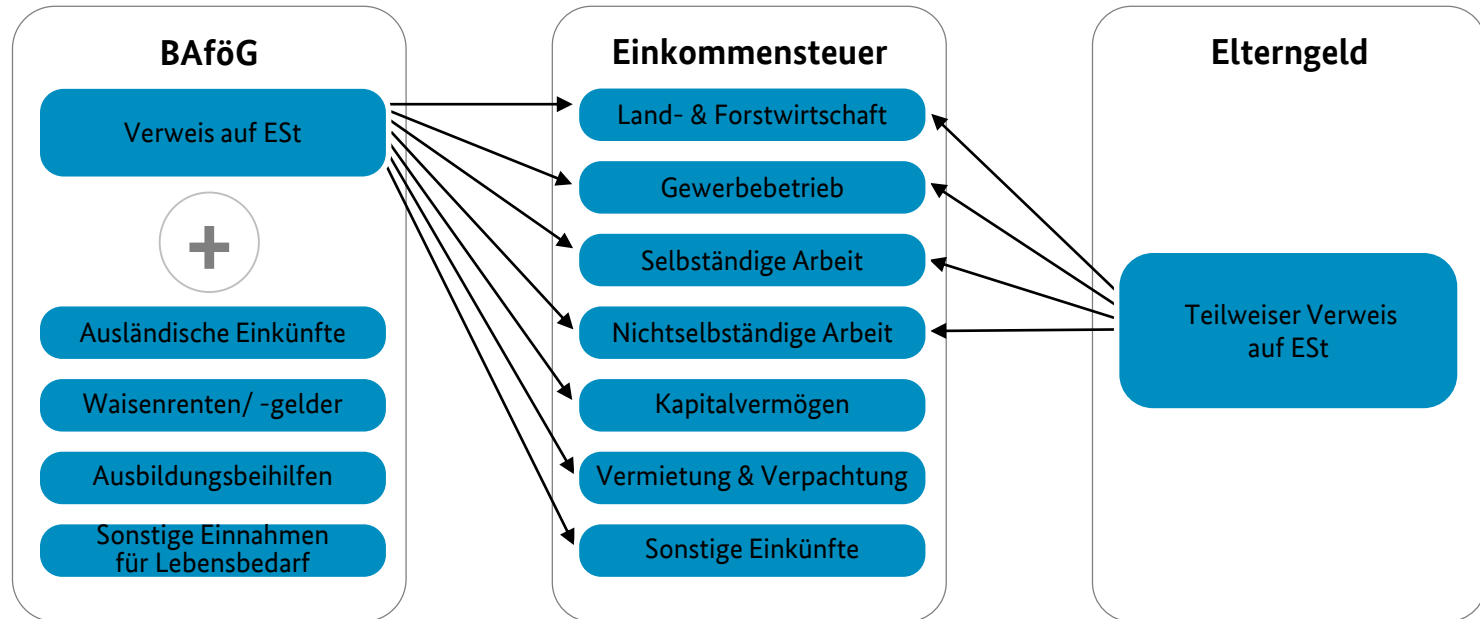 BAföG
Verweis auf ESt
+
Ausländische Einkünfte
Waisenrenten/ -gelder
Ausbildungsbeihilfen
Sonstige Einnahmen
für Lebensbedarf
Einkommensteuer
Land- & Forstwirtschaft
Gewerbebetrieb
Selbständige Arbeit
Nichtselbständige Arbeit
Kapitalvermögen
Vermietung & Verpachtung
Sonstige Einkünfte
Elterngeld
Teilweiser Verweis
auf ESt